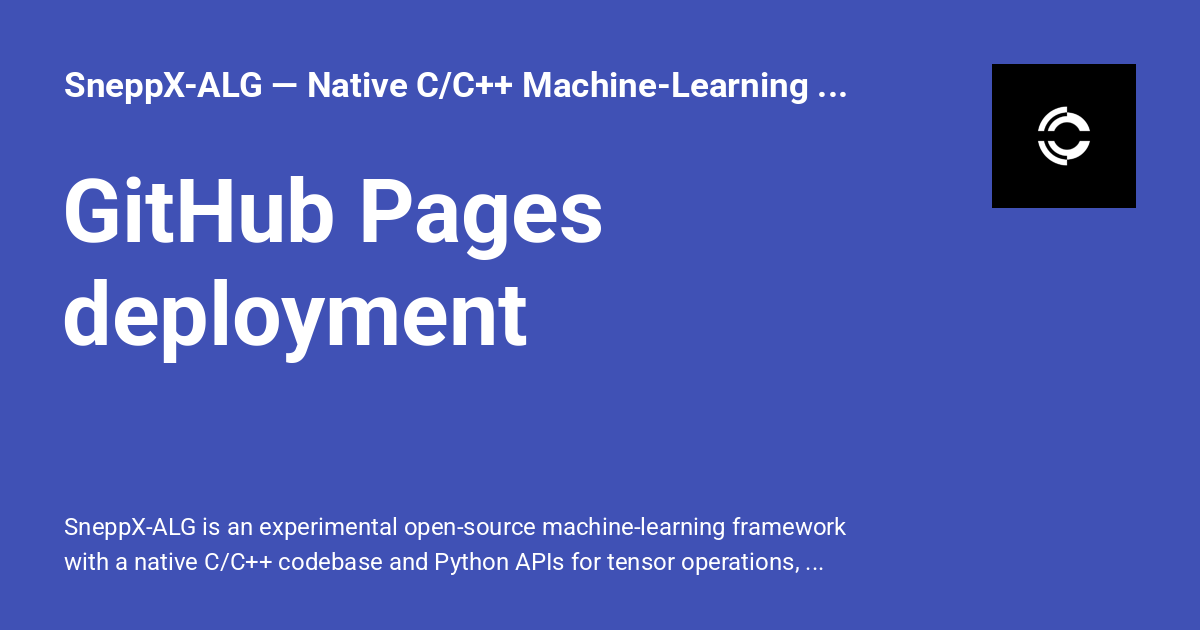 SneppX-ALG — Native C/C++ Machine-Learning ...
GitHub Pages
deployment
SneppX-ALG is an experimental open-source machine-learning framework
with a native C/C++ codebase and Python APIs for tensor operations, ...